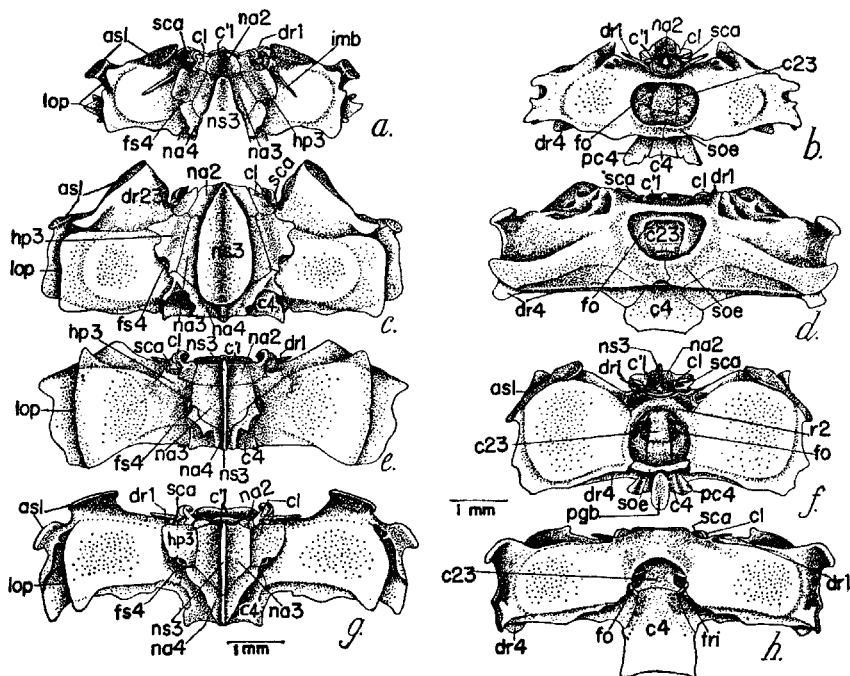 asl sca cl c'1 na2 dr1 imb
lop
fs4 na4 ns3 na3 hp3
a.
dr1 c'1 na2 cl sca
c23
dr4 fo pc4 c4 soe
b.
asl dr23 na2 cl sca
hp3
ns3
lop
fs4 na3 na4 c4
c.
sca c'1 cl dr1
c23
dr4 fo c4 soe
d.
hp3 sca cl ns3 c'1 na2 dr1
lop
fs4 na3 na4 ns3 c4
e.
ns3 dr1 c'1 na2 cl sca
asl
r2
c23 fo
dr4 soe pgb c4 pc4
f.
1 mm
dr1 sca c'1 na2 cl
asl hp3
lop
fs4 ns3 na4 c4 na3
1 mm
g.
sca cl
c23
dr1
dr4 fo c4 tri
h.